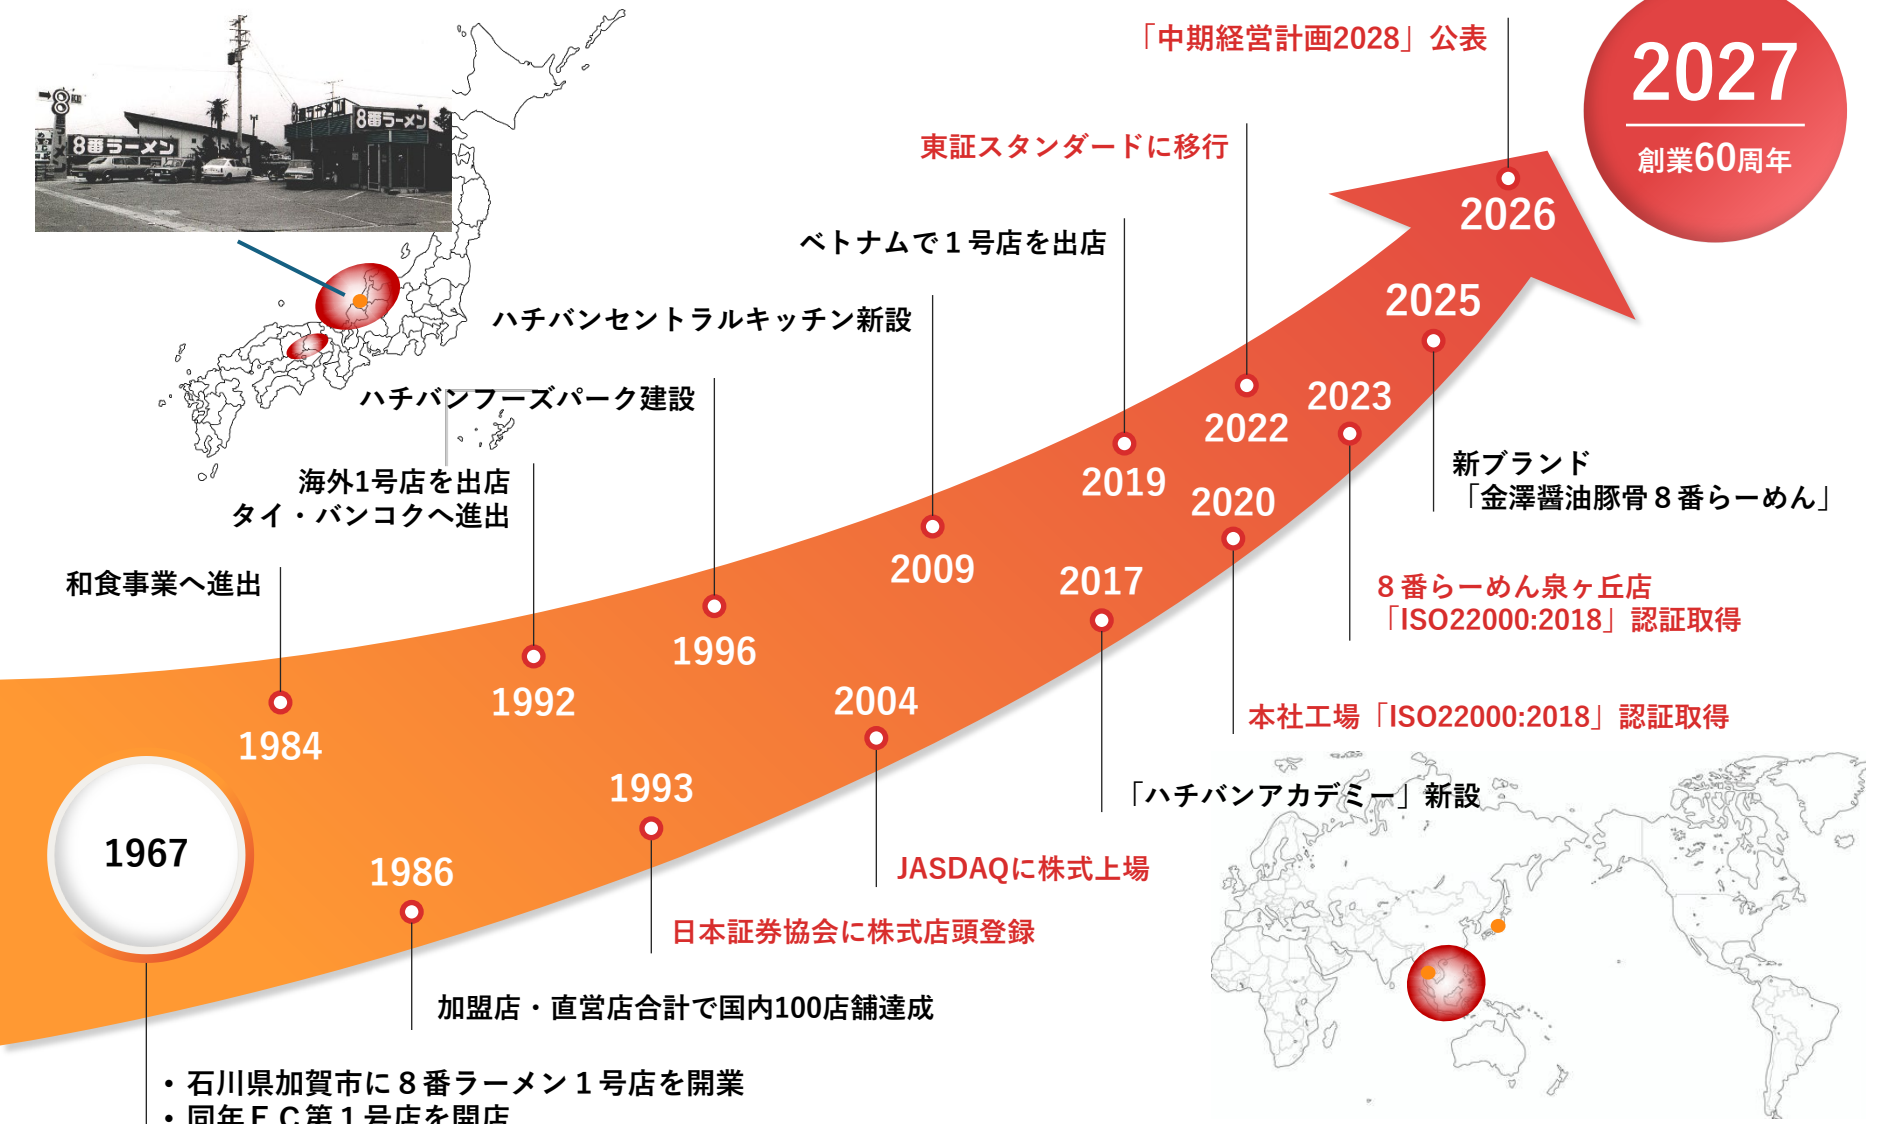 「中期経営計画2028」公表
2027
創業60周年
8番ラーメン
8番ラーメン
東証スタンダードに移行
2026
ベトナムで１号店を出店
2025
ハチバンセントラルキッチン新設
ハチバンフーズパーク建設
2023
2022
新ブランド
「金澤醤油豚骨８番らーめん」
海外1号店を出店
タイ・バンコクへ進出
2019
2020
和食事業へ進出
2009
2017
８番らーめん泉ヶ丘店
「ISO22000:2018」認証取得
1996
1992
2004
本社工場「ISO22000:2018」認証取得
1984
1993
「ハチバンアカデミー」新設
1967
1986
JASDAQに株式上場
日本証券協会に株式店頭登録
加盟店・直営店合計で国内100店舗達成
• 石川県加賀市に８番ラーメン１号店を開業
• 同年ＦＣ第１号店を開店